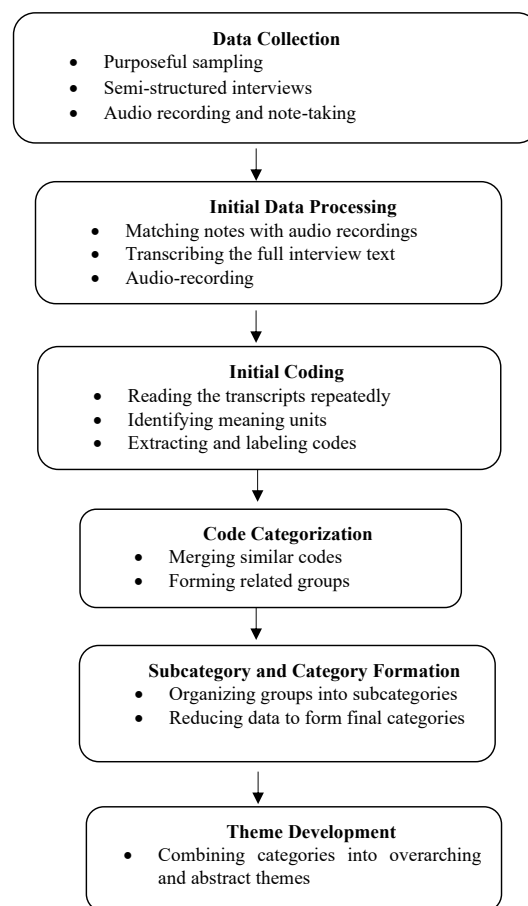 Data Collection
• Purposeful sampling
• Semi-structured interviews
• Audio recording and note-taking
Initial Data Processing
• Matching notes with audio recordings
• Transcribing the full interview text
• Audio-recording
Initial Coding
• Reading the transcripts repeatedly
• Identifying meaning units
• Extracting and labeling codes
Code Categorization
• Merging similar codes
• Forming related groups
Subcategory and Category Formation
• Organizing groups into subcategories
• Reducing data to form final categories
Theme Development
• Combining categories into overarching
and abstract themes